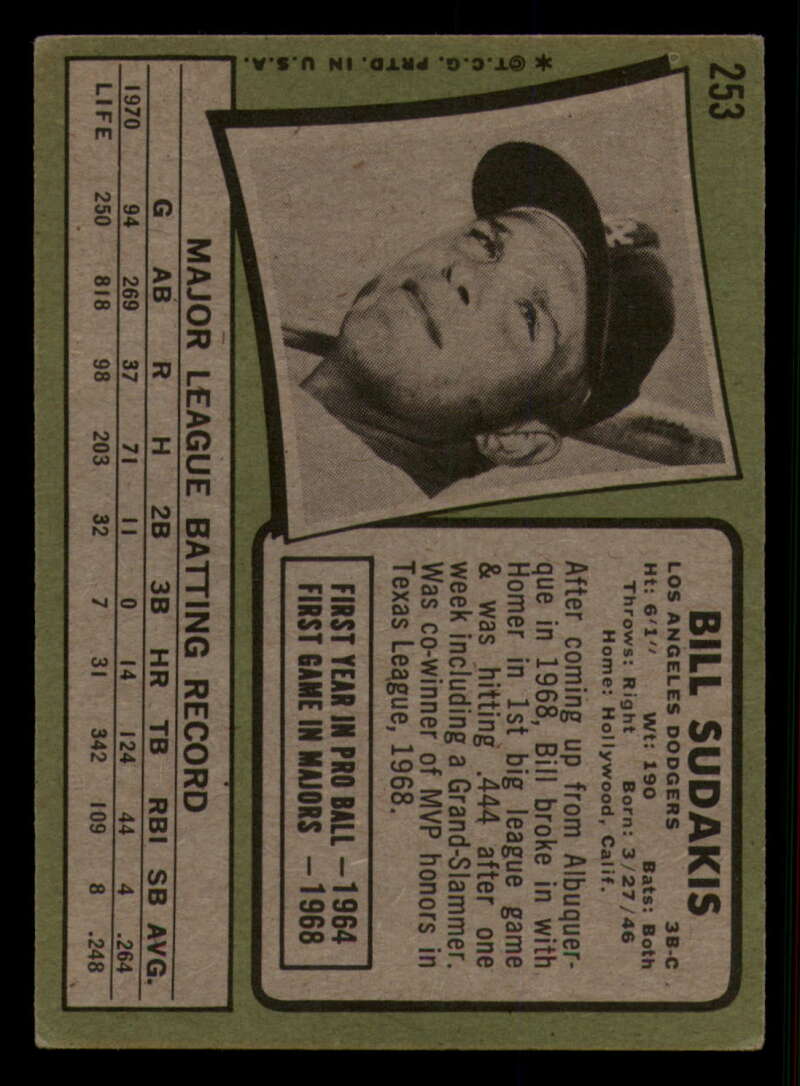 253
* ©T.C.G. PRTD. IN U.S.A.
BILL SUDAKIS
LOS ANGELES DODGERS 3B-C
Ht: 6'1" Wt: 190 Bats: Both
Throws: Right Born: 3/27/46
Home: Hollywood, Calif.
After coming up from Albuquer-
que in 1968, Bill broke in with
Homer in 1st big league game
& was hitting .444 after one
week including a Grand-Slammer.
Was co-winner of MVP honors in
Texas League, 1968.
FIRST YEAR IN PRO BALL — 1964
FIRST GAME IN MAJORS — 1968
MAJOR LEAGUE BATTING RECORD
G AB R H 2B 3B HR TB RBI SB AVG.
1970 94 269 37 71 11 0 14 124 44 4 .264
LIFE 250 818 98 203 32 7 31 342 109 8 .248